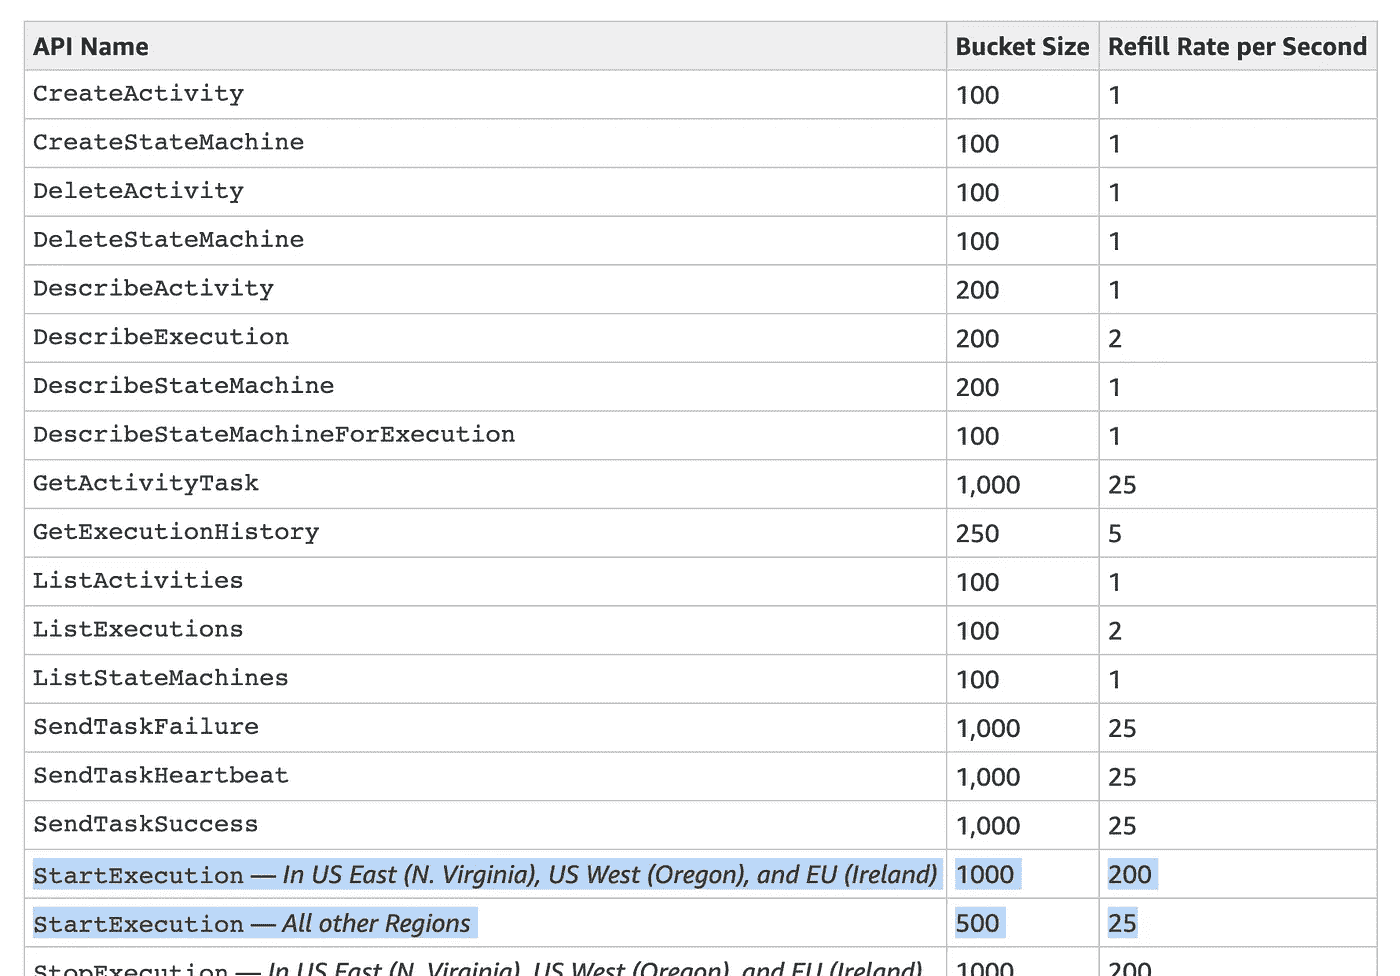 API Name Bucket Size Refill Rate per Second
CreateActivity 100 1
CreateStateMachine 100 1
DeleteActivity 100 1
DeleteStateMachine 100 1
DescribeActivity 200 1
DescribeExecution 200 2
DescribeStateMachine 200 1
DescribeStateMachineForExecution 100 1
GetActivityTask 1,000 25
GetExecutionHistory 250 5
ListActivities 100 1
ListExecutions 100 2
ListStateMachines 100 1
SendTaskFailure 1,000 25
SendTaskHeartbeat 1,000 25
SendTaskSuccess 1,000 25
StartExecution — In US East (N. Virginia), US West (Oregon), and EU (Ireland) 1000 200
StartExecution — All other Regions 500 25
StopExecution — In US East (N. Virginia), US West (Oregon), and EU (Ireland) 1000 200